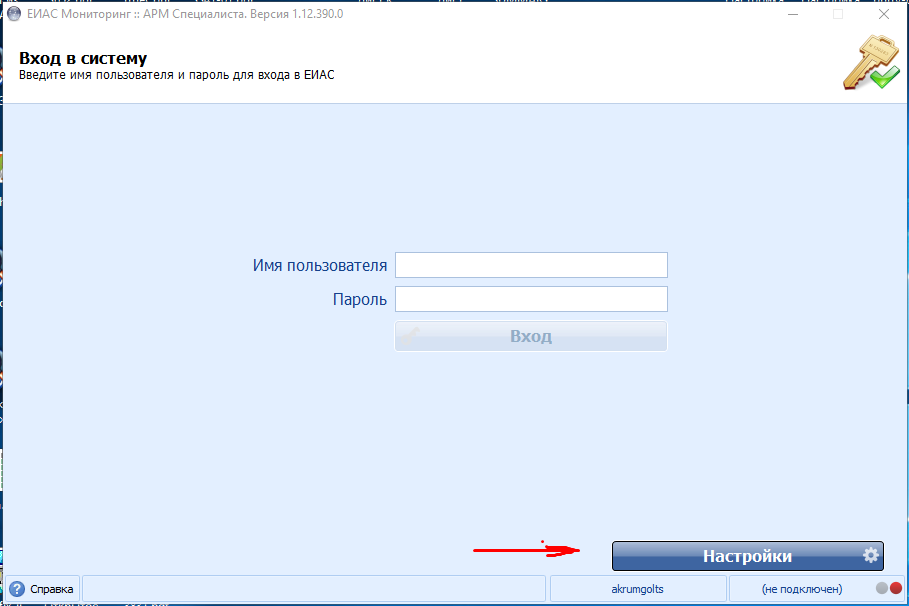 ЕИАС Мониторинг :: АРМ Специалиста. Версия 1.12.390.0
Вход в систему
Введите имя пользователя и пароль для входа в ЕИАС
Имя пользователя
Пароль
Вход
Настройки
Справка
akrumgolts
(не подключен)